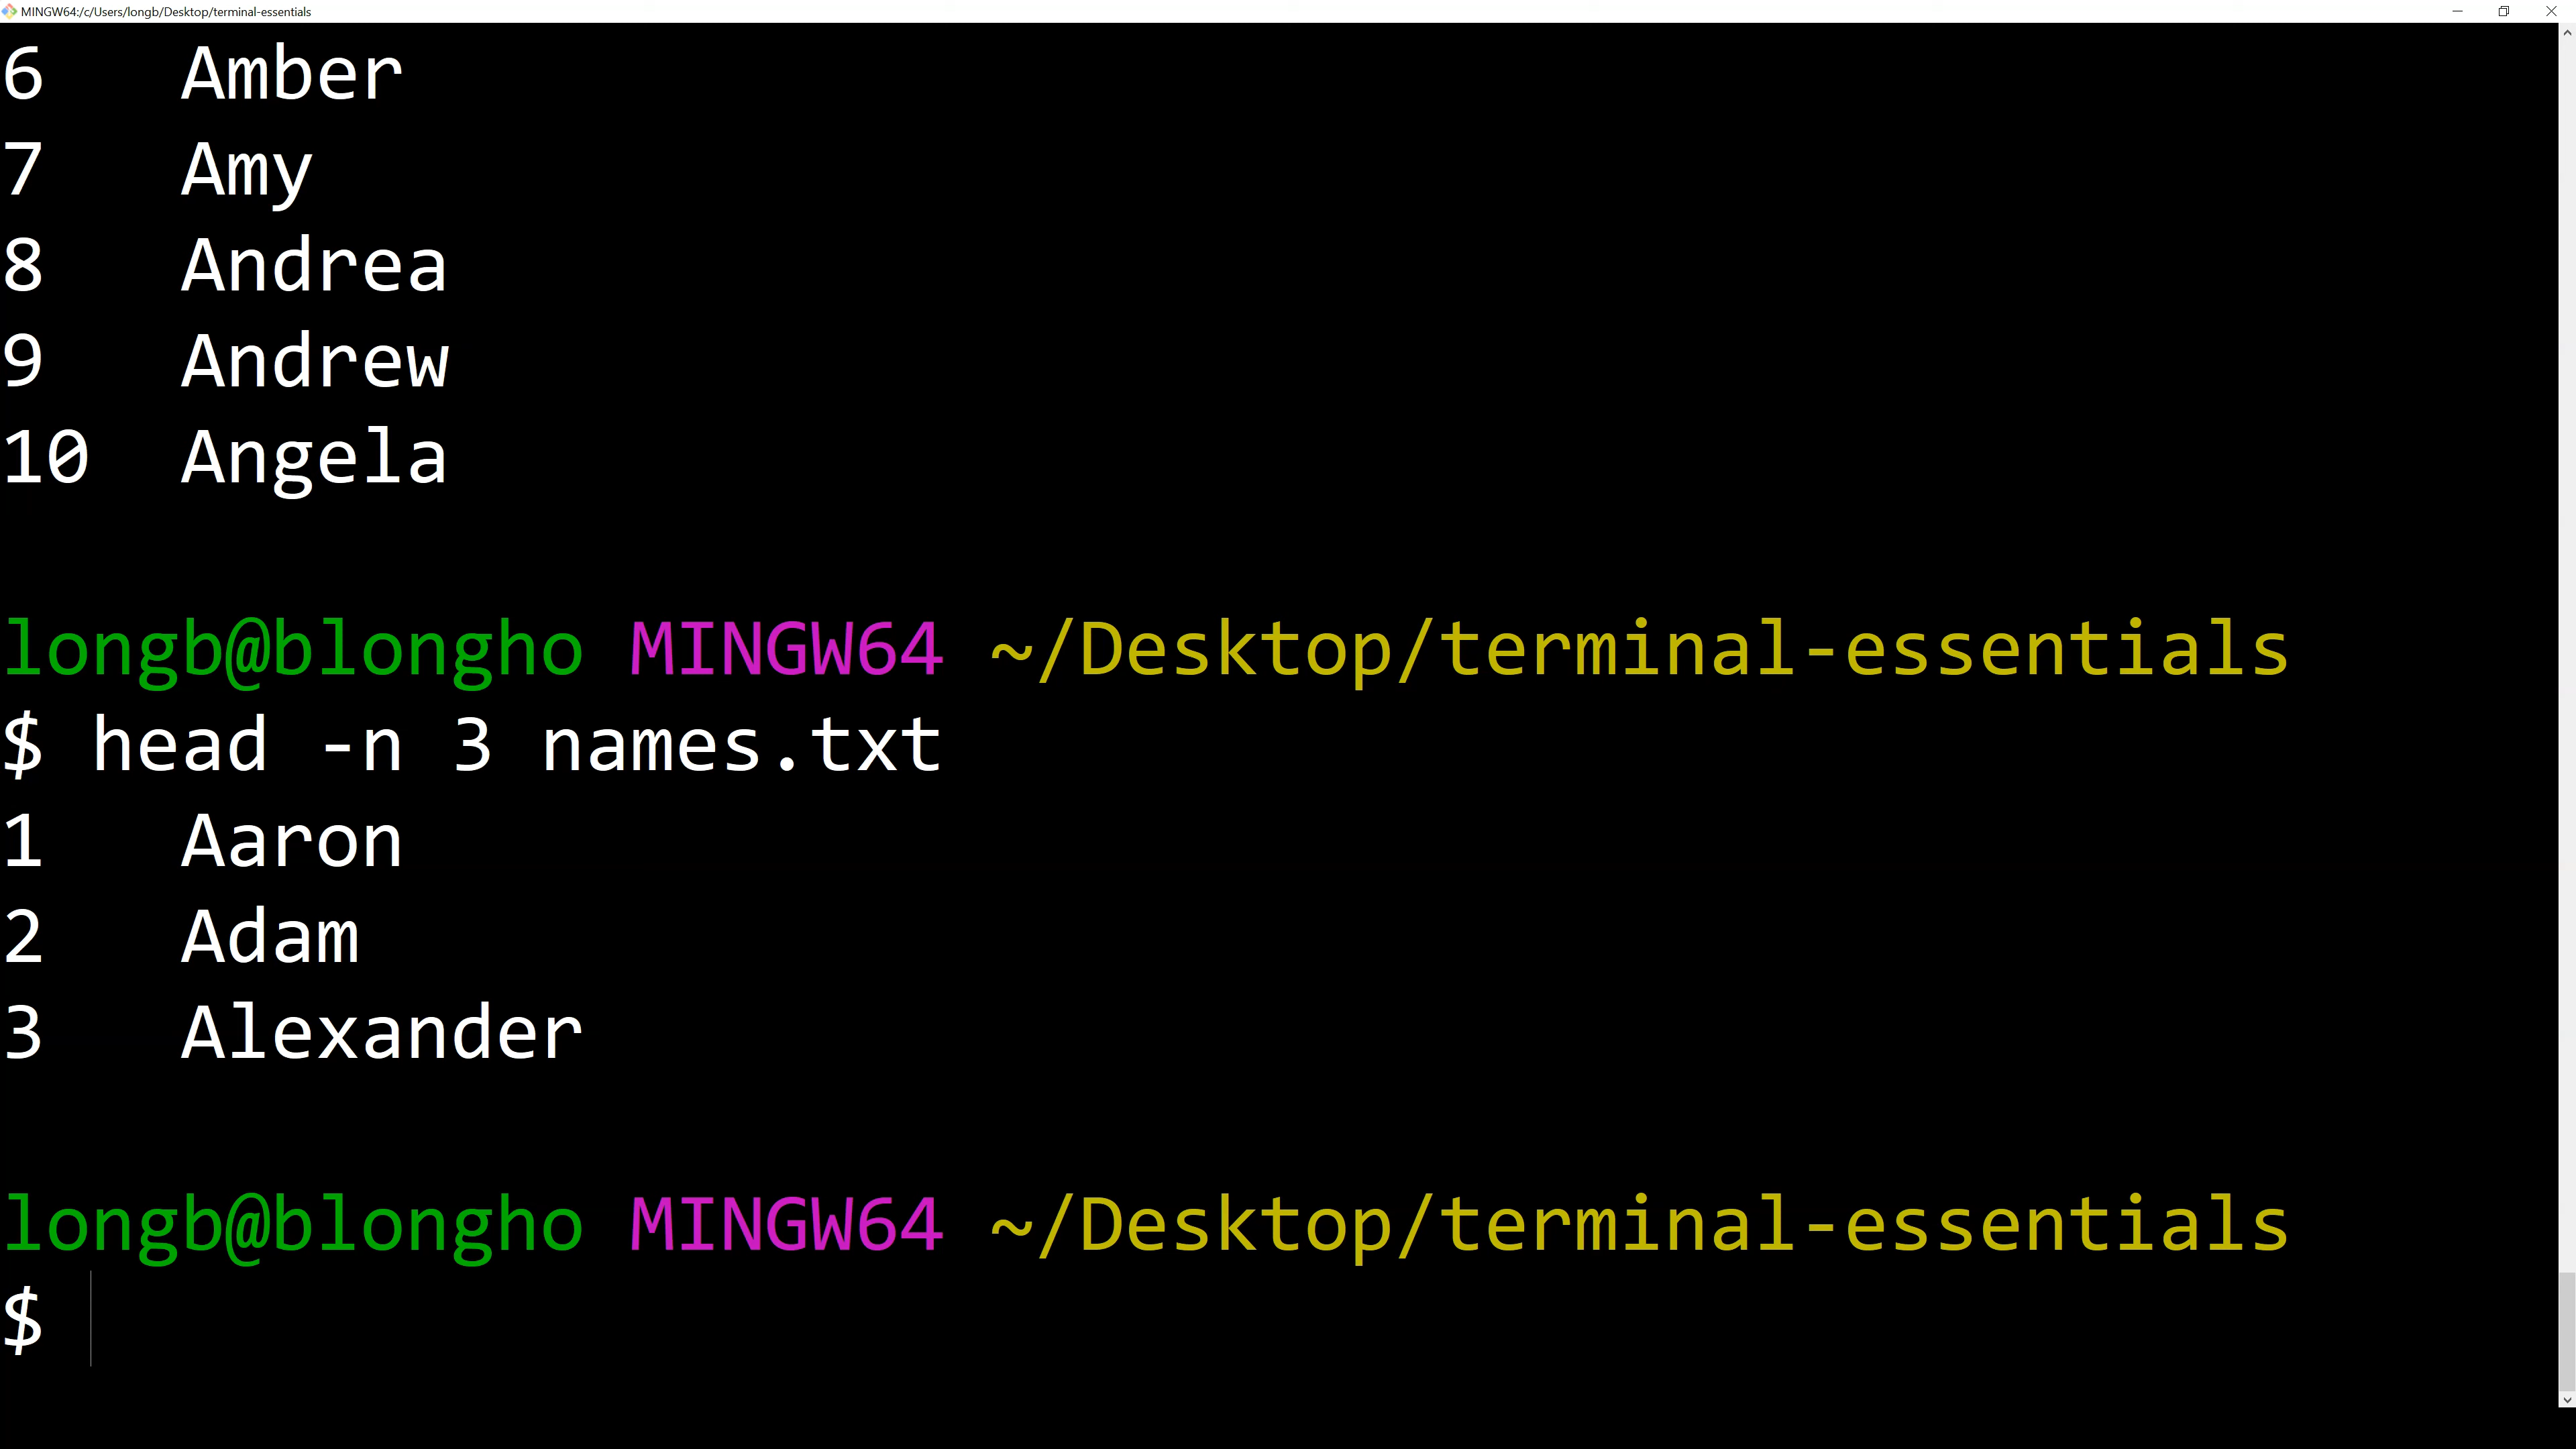 MINGW64:/c/Users/longb/Desktop/terminal-essentials
6   Amber
7   Amy
8   Andrea
9   Andrew
10  Angela
longb@blongho MINGW64 ~/Desktop/terminal-essentials
$ head -n 3 names.txt
1   Aaron
2   Adam
3   Alexander
longb@blongho MINGW64 ~/Desktop/terminal-essentials
$